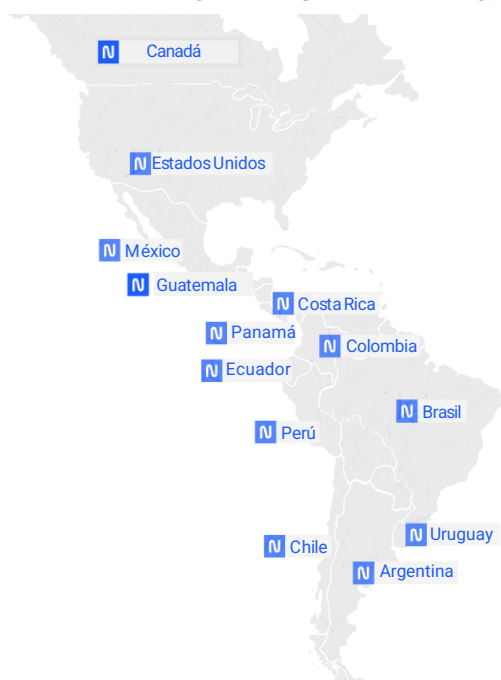 Canadá
Estados Unidos
México
Guatemala
Costa Rica
Panamá
Colombia
Ecuador
Brasil
Perú
Uruguay
Chile
Argentina